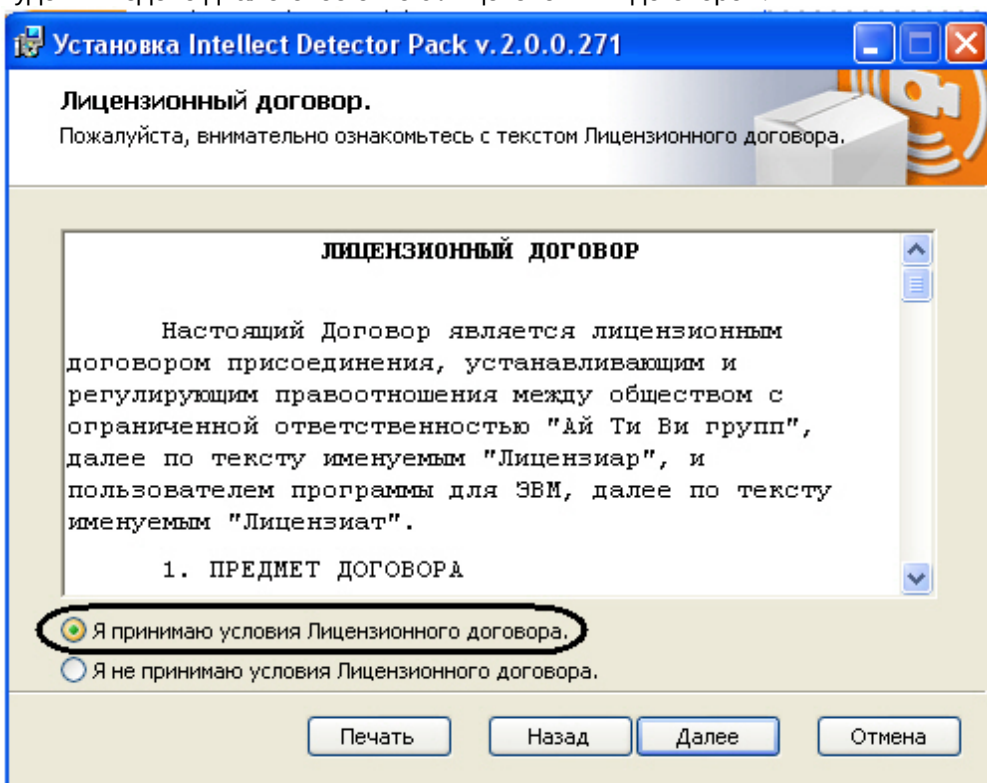 Установка Intellect Detector Pack v.2.0.0.271
Лицензионный договор.
Пожалуйста, внимательно ознакомьтесь с текстом Лицензионного договора.
ЛИЦЕНЗИОННЫЙ ДОГОВОР
Настоящий Договор является лицензионным
договором присоединения, устанавливающим и
регулирующим правоотношения между обществом с
ограниченной ответственностью "Ай Ти Ви групп",
далее по тексту именуемым "Лицензиар", и
пользователем программы для ЭВМ, далее по тексту
именуемым "Лицензиат".
1. ПРЕДМЕТ ДОГОВОРА
Я принимаю условия Лицензионного договора.
Я не принимаю условия Лицензионного договора.
Печать Назад Далее Отмена